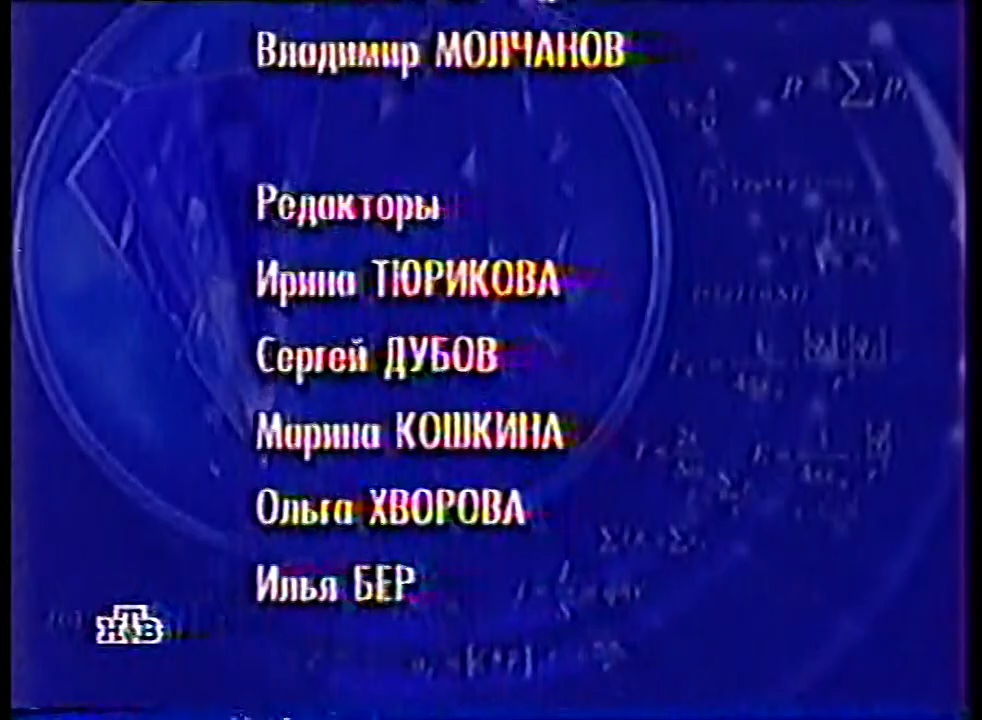 Владимир МОЛЧАНОВ
Редакторы
Ирина ТЮРИКОВА
Сергей ДУБОВ
Марина КОШКИНА
Ольга ХВОРОВА
Илья БЕР
НТВ